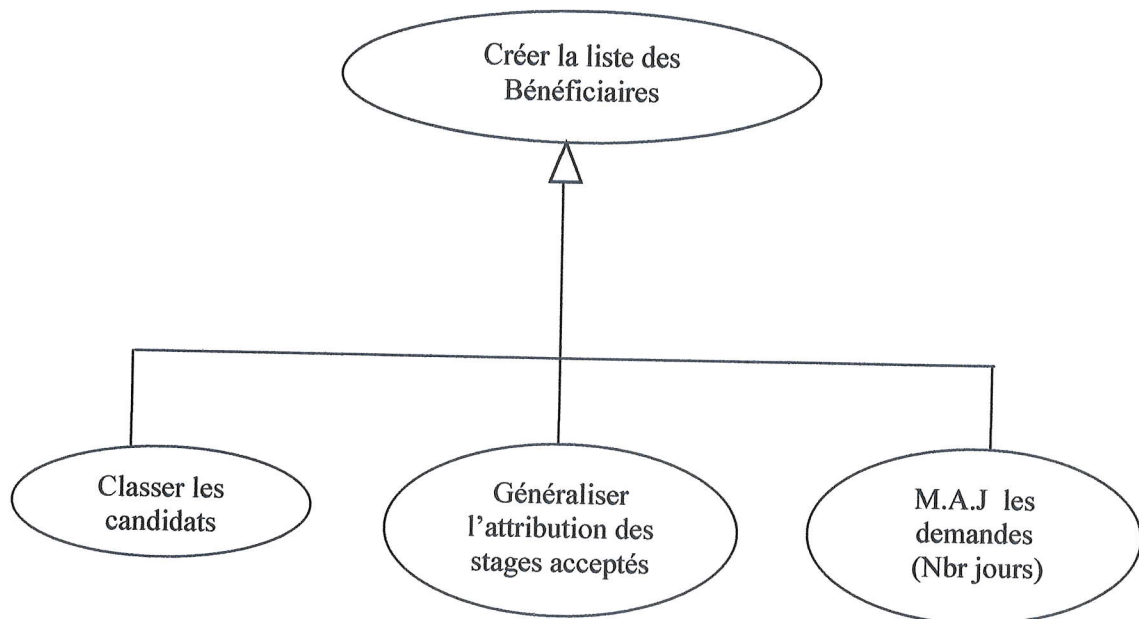 Créer la liste des
Bénéficiaires
Classer les
candidats
Généraliser
l'attribution des
stages acceptés
M.A.J les
demandes
(Nbr jours)